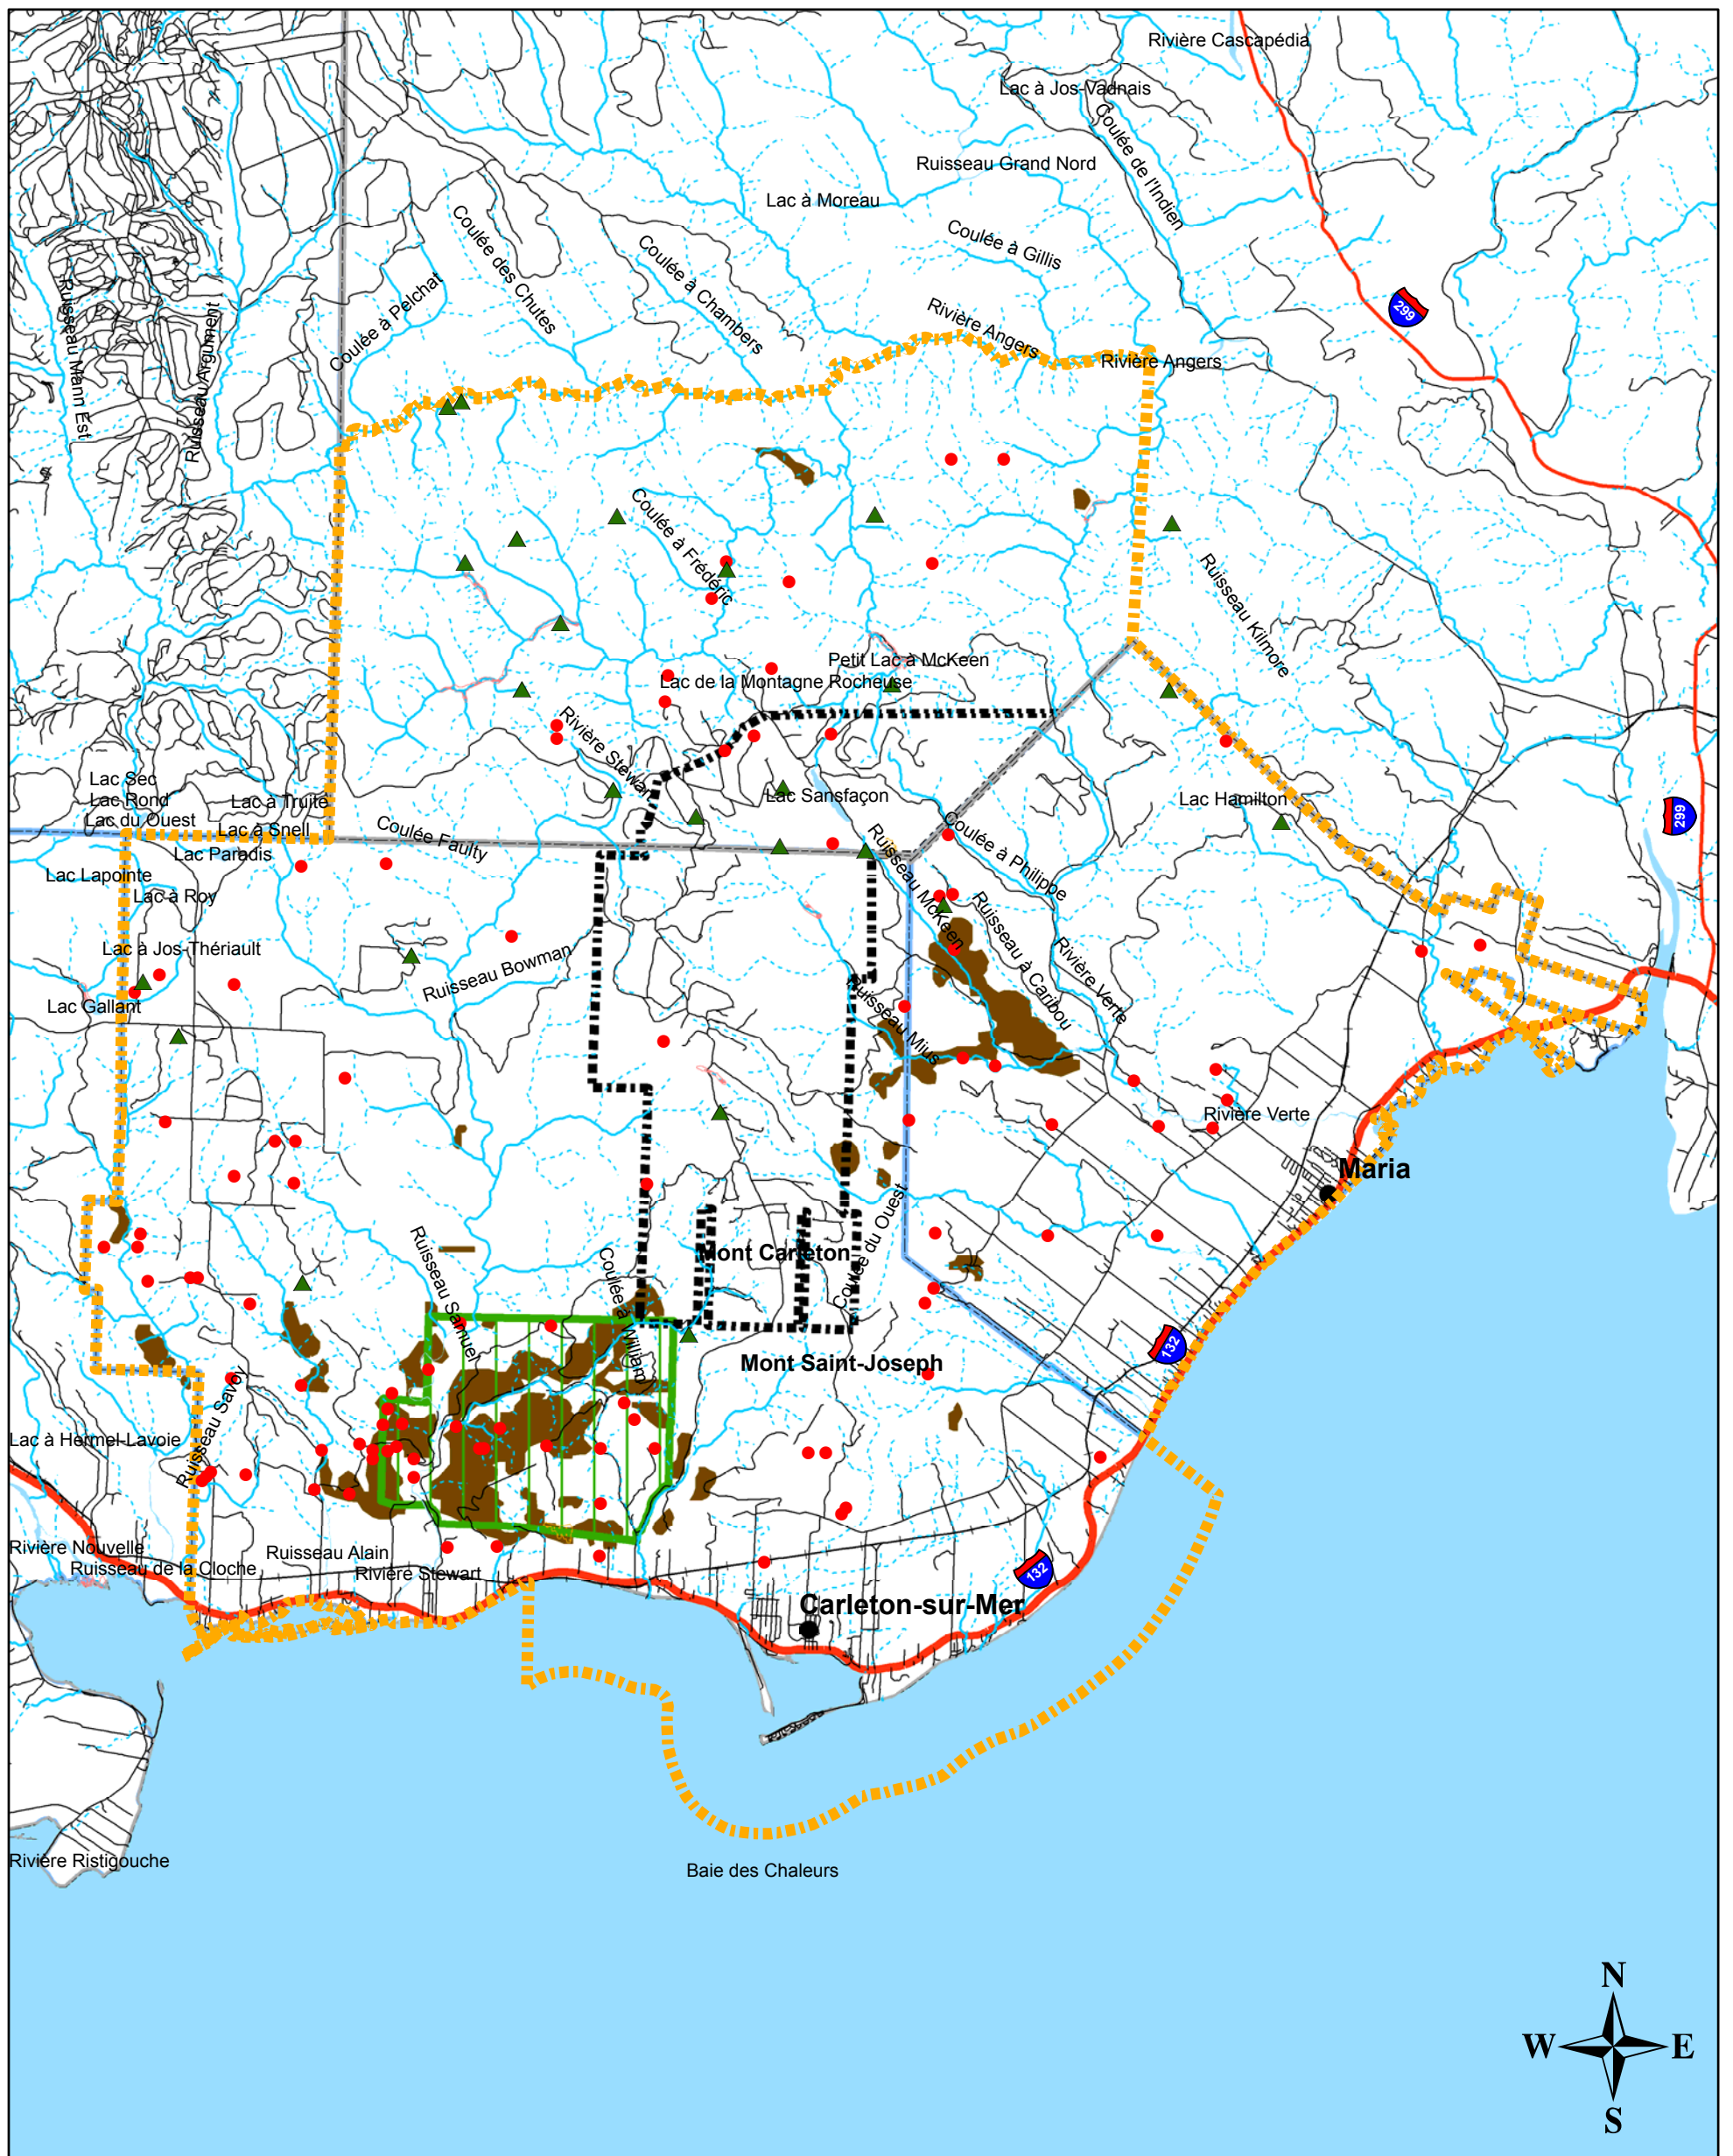 Rivière Cascapédia
Lac à Jos-Vadnais
Coulée de l'Indien
Ruisseau Grand Nord
Lac à Moreau
Coulée à Gillis
Coulée des Chutes
Coulée à Chambers
Coulée à Pelchat
Ruisseau Mann Est
Ruisseau Argument
299
Rivière Angers
Rivière Angers
Coulée à Frédéric
Ruisseau Kilmore
Petit Lac à McKeen
Lac de la Montagne Rocheuse
Rivière Stewart
Lac Sec
Lac Rond
Lac à Truite
Lac du Ouest
Lac à Snell
Lac Paradis
Coulée Faulty
Lac Sansfaçon
Lac Hamilton
299
Coulée à Philippe
Ruisseau McKeen
Lac Lapointe
Lac à Roy
Ruisseau à Caribou
Rivière Verte
Lac à Jos-Thériault
Ruisseau Bowman
Lac Gallant
Ruisseau Mius
Rivière Verte
Maria
Coulée du Ouest
Mont Carleton
Ruisseau Samuel
Coulée à William
132
Mont Saint-Joseph
Ruisseau Savoy
Lac à Hermel-Lavoie
Rivière Nouvelle
Ruisseau de la Cloche
Ruisseau Alain
Rivière Stewart
132
Carleton-sur-Mer
Rivière Ristigouche
Baie des Chaleurs
N
W E
S